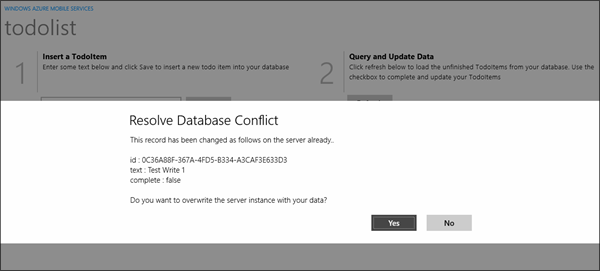 WINDOWS AZURE MOBILE SERVICES
todolist
1
Insert a TodoItem
Enter some text below and click Save to insert a new todo item into your database
2
Query and Update Data
Click refresh below to load the unfinished TodoItems from your database. Use the
checkbox to complete and update your TodoItems
Resolve Database Conflict
This record has been changed as follows on the server already..
id : 0C36A88F-367A-4FD5-B334-A3CAF3E633D3
text : Test Write 1
complete : false
Do you want to overwrite the server instance with your data?
Yes
No